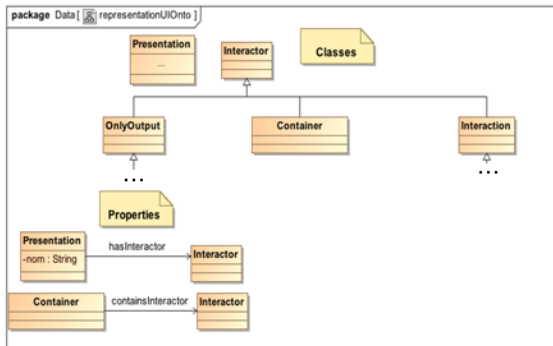 package Data [ representationUIOnto ]
Presentation
...
Interactor
Classes
OnlyOutput
Container
Interaction
...
...
Properties
Presentation
-nom : String
hasInteractor
Interactor
Container
containsInteractor
Interactor